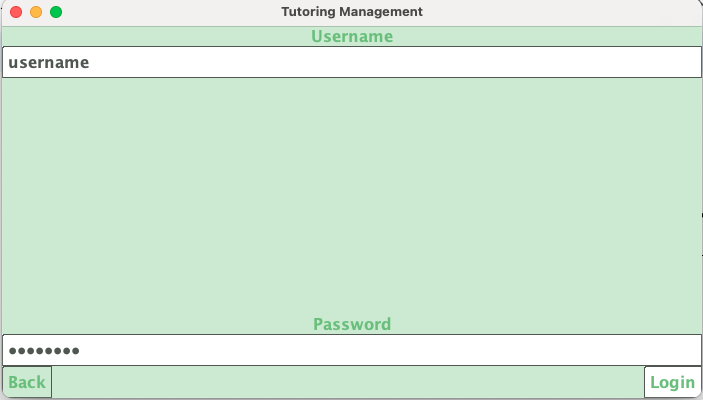 Tutoring Management
Username
username
Password
••••••••
Back
Login